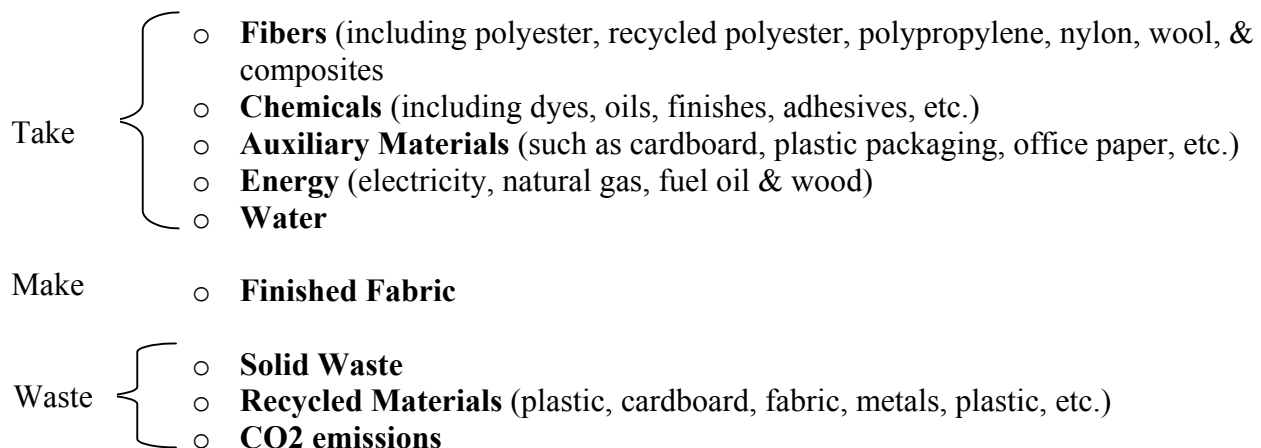 o Fibers (including polyester, recycled polyester, polypropylene, nylon, wool, &
composites
o Chemicals (including dyes, oils, finishes, adhesives, etc.)
Take
o Auxiliary Materials (such as cardboard, plastic packaging, office paper, etc.)
o Energy (electricity, natural gas, fuel oil & wood)
o Water
Make o Finished Fabric
o Solid Waste
Waste o Recycled Materials (plastic, cardboard, fabric, metals, plastic, etc.)
o CO2 emissions